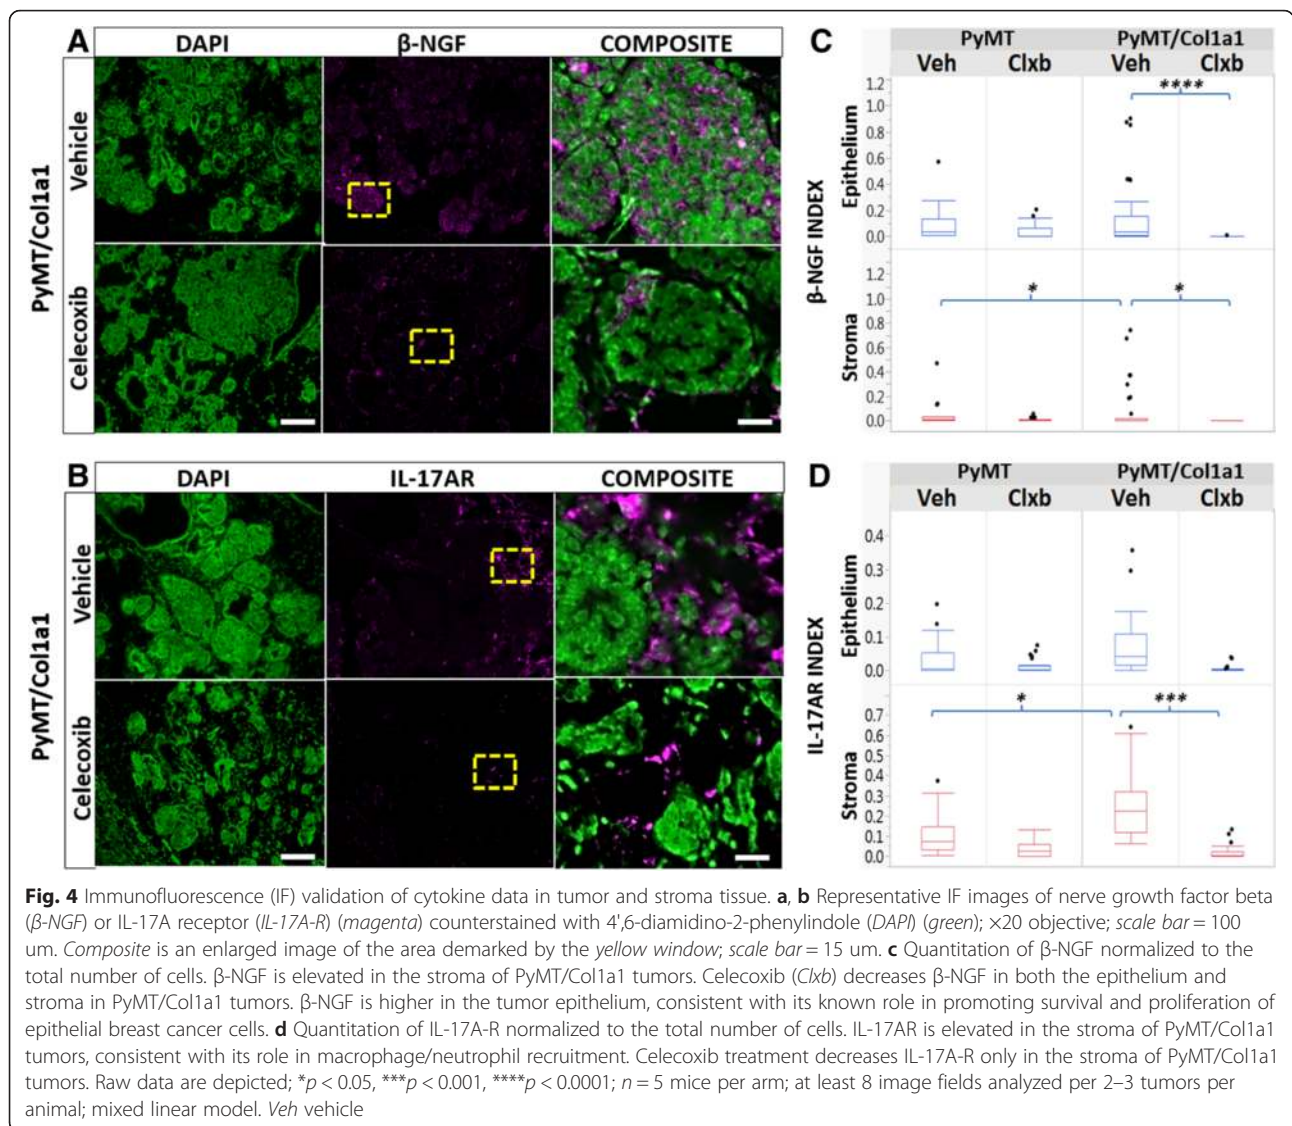 A
DAPI
β-NGF
COMPOSITE
PyMT/Col1a1
Vehicle
Celecoxib
C
PyMT
PyMT/Col1a1
Veh
Clxb
Veh
Clxb
β-NGF INDEX
Epithelium
1.2
1.0
0.8
0.6
0.4
0.2
0.0
****
Stroma
1.2
1.0
0.8
0.6
0.4
0.2
0.0
*
*
B
DAPI
IL-17AR
COMPOSITE
PyMT/Col1a1
Vehicle
Celecoxib
D
PyMT
PyMT/Col1a1
Veh
Clxb
Veh
Clxb
IL-17AR INDEX
Epithelium
0.4
0.3
0.2
0.1
0.0
Stroma
0.7
0.6
0.5
0.4
0.3
0.2
0.1
0.0
*
***
Fig. 4 Immunofluorescence (IF) validation of cytokine data in tumor and stroma tissue. a, b Representative IF images of nerve growth factor beta
(β-NGF) or IL-17A receptor (IL-17A-R) (magenta) counterstained with 4',6-diamidino-2-phenylindole (DAPI) (green); ×20 objective; scale bar = 100
um. Composite is an enlarged image of the area demarked by the yellow window; scale bar = 15 um. c Quantitation of β-NGF normalized to the
total number of cells. β-NGF is elevated in the stroma of PyMT/Col1a1 tumors. Celecoxib (Clxb) decreases β-NGF in both the epithelium and
stroma in PyMT/Col1a1 tumors. β-NGF is higher in the tumor epithelium, consistent with its known role in promoting survival and proliferation of
epithelial breast cancer cells. d Quantitation of IL-17A-R normalized to the total number of cells. IL-17AR is elevated in the stroma of PyMT/Col1a1
tumors, consistent with its role in macrophage/neutrophil recruitment. Celecoxib treatment decreases IL-17A-R only in the stroma of PyMT/Col1a1
tumors. Raw data are depicted; *p < 0.05, ***p < 0.001, ****p < 0.0001; n = 5 mice per arm; at least 8 image fields analyzed per 2–3 tumors per
animal; mixed linear model. Veh vehicle